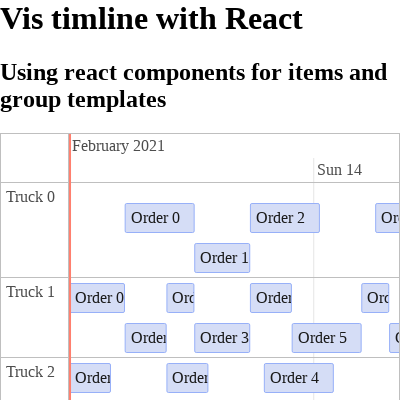 Vis timline with React
Using react components for items and
group templates
February 2021
Sun 14
Truck 0
Order 0
Order 2
Or
Order 1
Truck 1
Order 0
Ord
Order
Ord
Order
Order 3
Order 5
Truck 2
Order
Order
Order 4